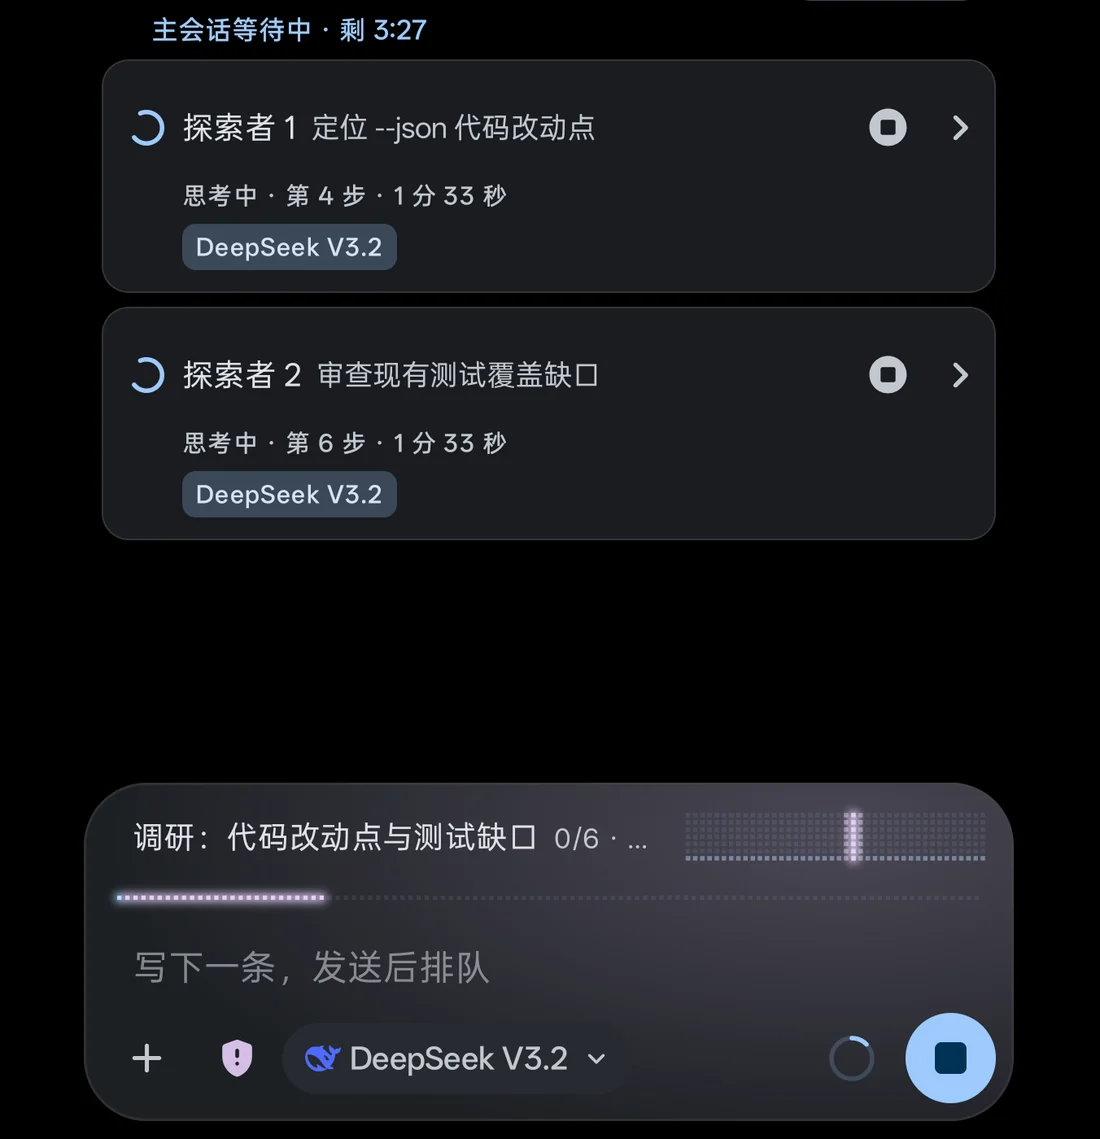 主会话等待中 · 剩 3:27
探索者 1 定位 --json 代码改动点
思考中 · 第 4 步 · 1 分 33 秒
DeepSeek V3.2
探索者 2 审查现有测试覆盖缺口
思考中 · 第 6 步 · 1 分 33 秒
DeepSeek V3.2
调研：代码改动点与测试缺口 0/6 · ...
写下一条，发送后排队
DeepSeek V3.2